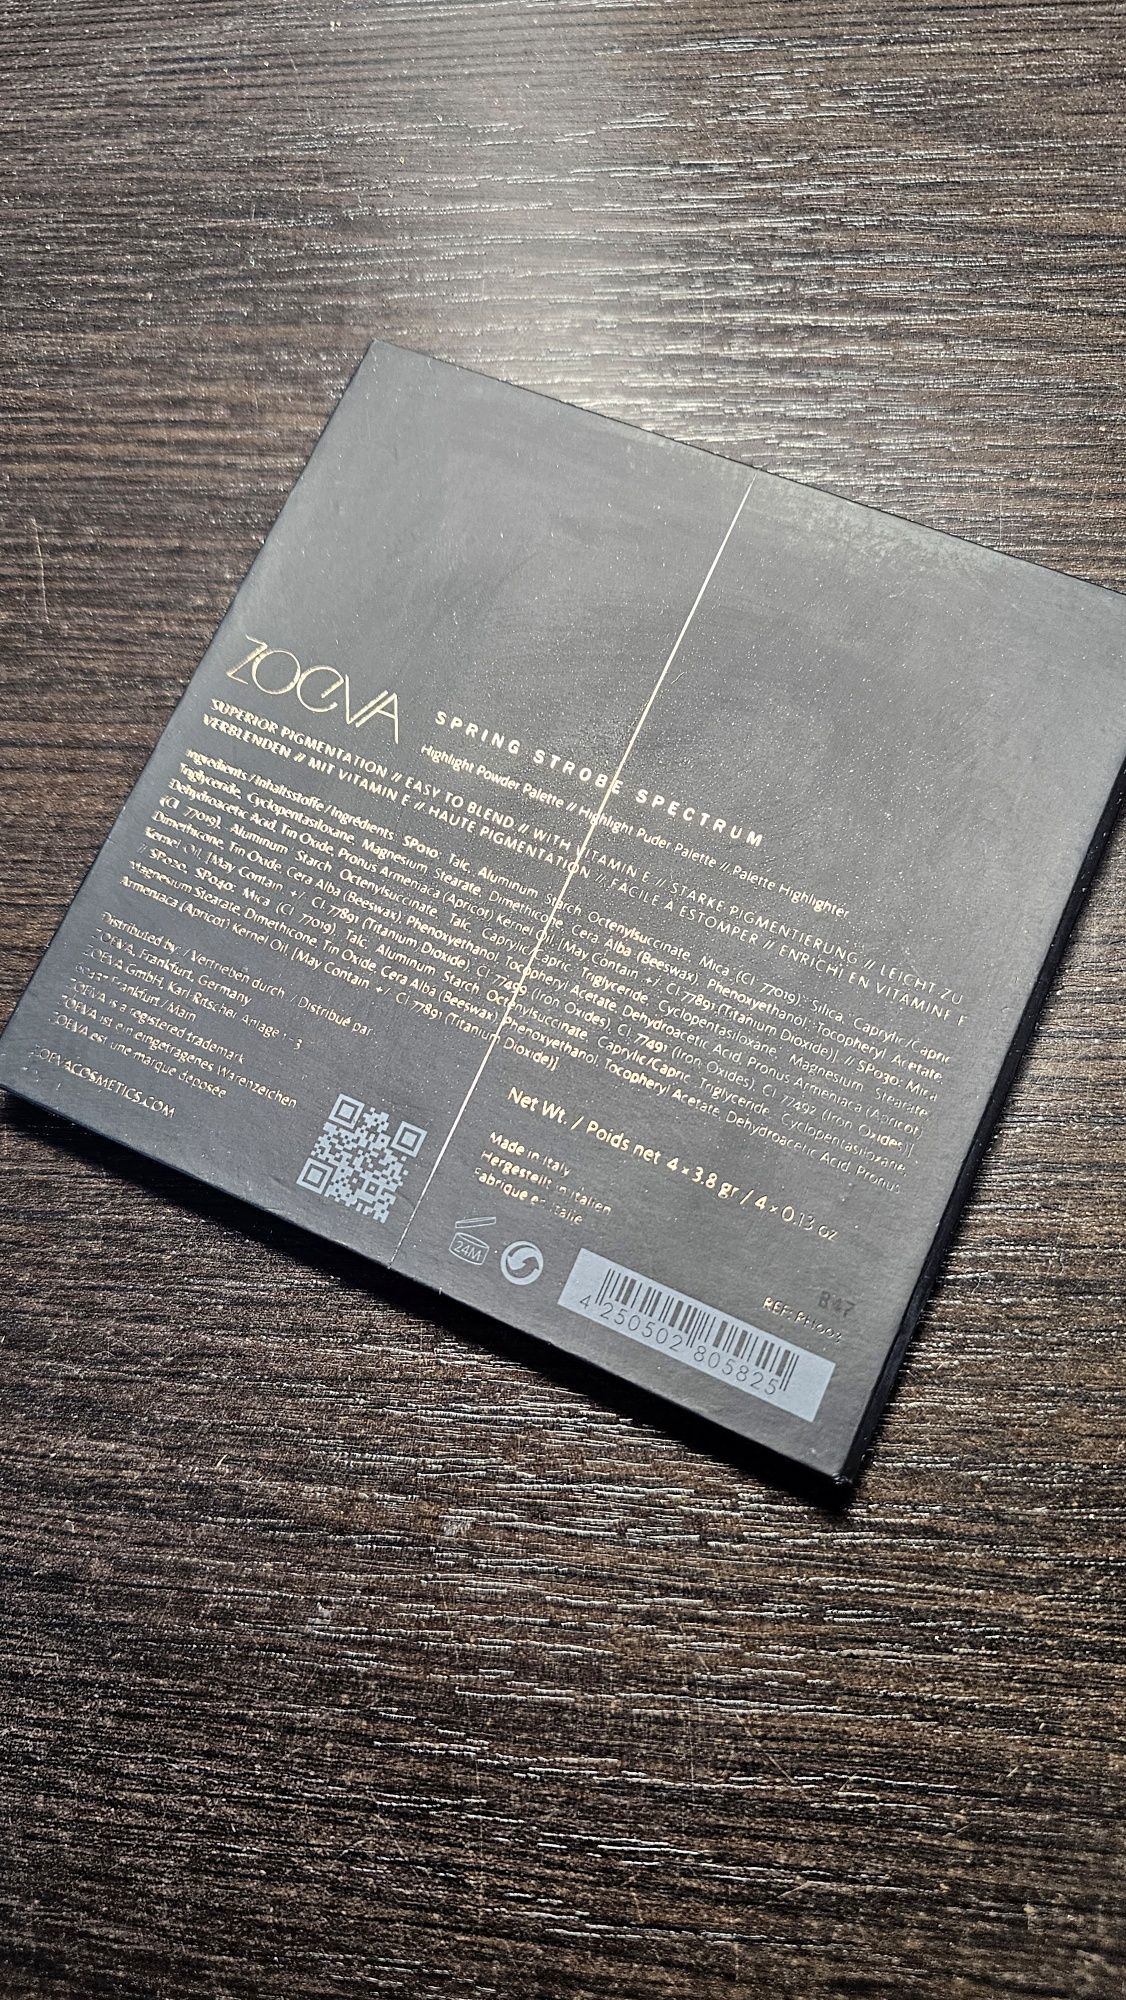 ZOEVA
SPRING STROBE SPECTRUM
Highlight Powder Palette // Highlight Puder Palette // Palette Highlighter
SUPERIOR PIGMENTATION // EASY TO BLEND // WITH VITAMIN E // STARKE PIGMENTIERUNG // LEICHT ZU
VERBLENDEN // MIT VITAMIN E // HAUTE PIGMENTATION // FACILE À ESTOMPER // ENRICHI EN VITAMINE E
Ingredients / Inhaltsstoffe / Ingrédients: SP010: Talc, Aluminum Starch Octenylsuccinate, Mica (CI 77019), Silica, Caprylic/Capric
Triglyceride, Cyclopentasiloxane, Magnesium Stearate, Dimethicone, Cera Alba (Beeswax), Phenoxyethanol, Tocopheryl Acetate,
Dehydroacetic Acid, Tin Oxide, Pronus Armeniaca (Apricot) Kernel Oil, [May Contain +/- CI 77891 (Titanium Dioxide)] // SP030: Mica
(CI 77019), Aluminum Starch Octenylsuccinate, Talc, Caprylic/Capric Triglyceride, Cyclopentasiloxane, Magnesium Stearate,
Dimethicone, Tin Oxide, Cera Alba (Beeswax), Phenoxyethanol, Tocopheryl Acetate, Dehydroacetic Acid, Pronus Armeniaca (Apricot)
Kernel Oil, [May Contain +/- CI 77891 (Titanium Dioxide), CI 77499 (Iron Oxides), CI 77491 (Iron Oxides), CI 77492 (Iron Oxides)]
// SP020, SP040: Mica (CI 77019), Talc, Aluminum Starch Octenylsuccinate, Caprylic/Capric Triglyceride, Cyclopentasiloxane,
Magnesium Stearate, Dimethicone, Tin Oxide, Cera Alba (Beeswax), Phenoxyethanol, Tocopheryl Acetate, Dehydroacetic Acid, Pronus
Armeniaca (Apricot) Kernel Oil, [May Contain +/- CI 77891 (Titanium Dioxide)]
Distributed by / Vertrieben durch / Distribué par
ZOEVA, Frankfurt, Germany
ZOEVA GmbH, Karl-Ritscher-Anlage 1-3
60437 Frankfurt / Main
ZOEVA is a registered trademark
ZOEVA ist ein eingetragenes Warenzeichen
ZOEVA est une marque déposée
ZOEVACOSMETICS.COM
Net Wt. / Poids net 4 x 3.8 gr / 4 x 0.13 oz
Made in Italy
Hergestellt in Italien
Fabriqué en Italie
24M
847
REF:
4 250502 805825